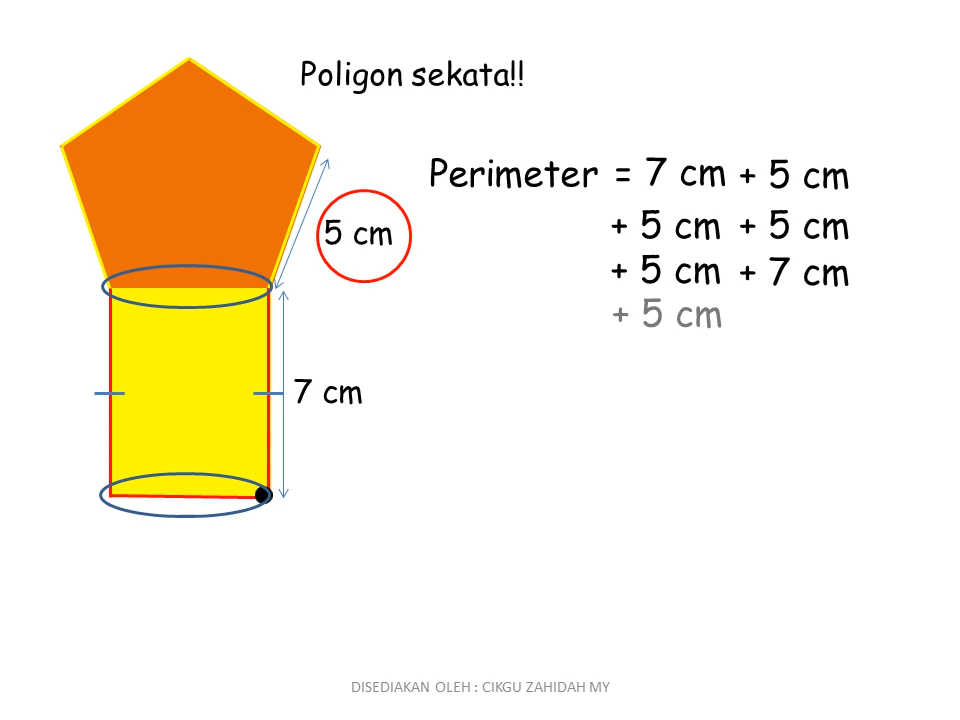 Poligon sekata!!
Perimeter = 7 cm + 5 cm
+ 5 cm + 5 cm
+ 5 cm + 7 cm
+ 5 cm
5 cm
7 cm
DISEDIAKAN OLEH : CIKGU ZAHIDAH MY